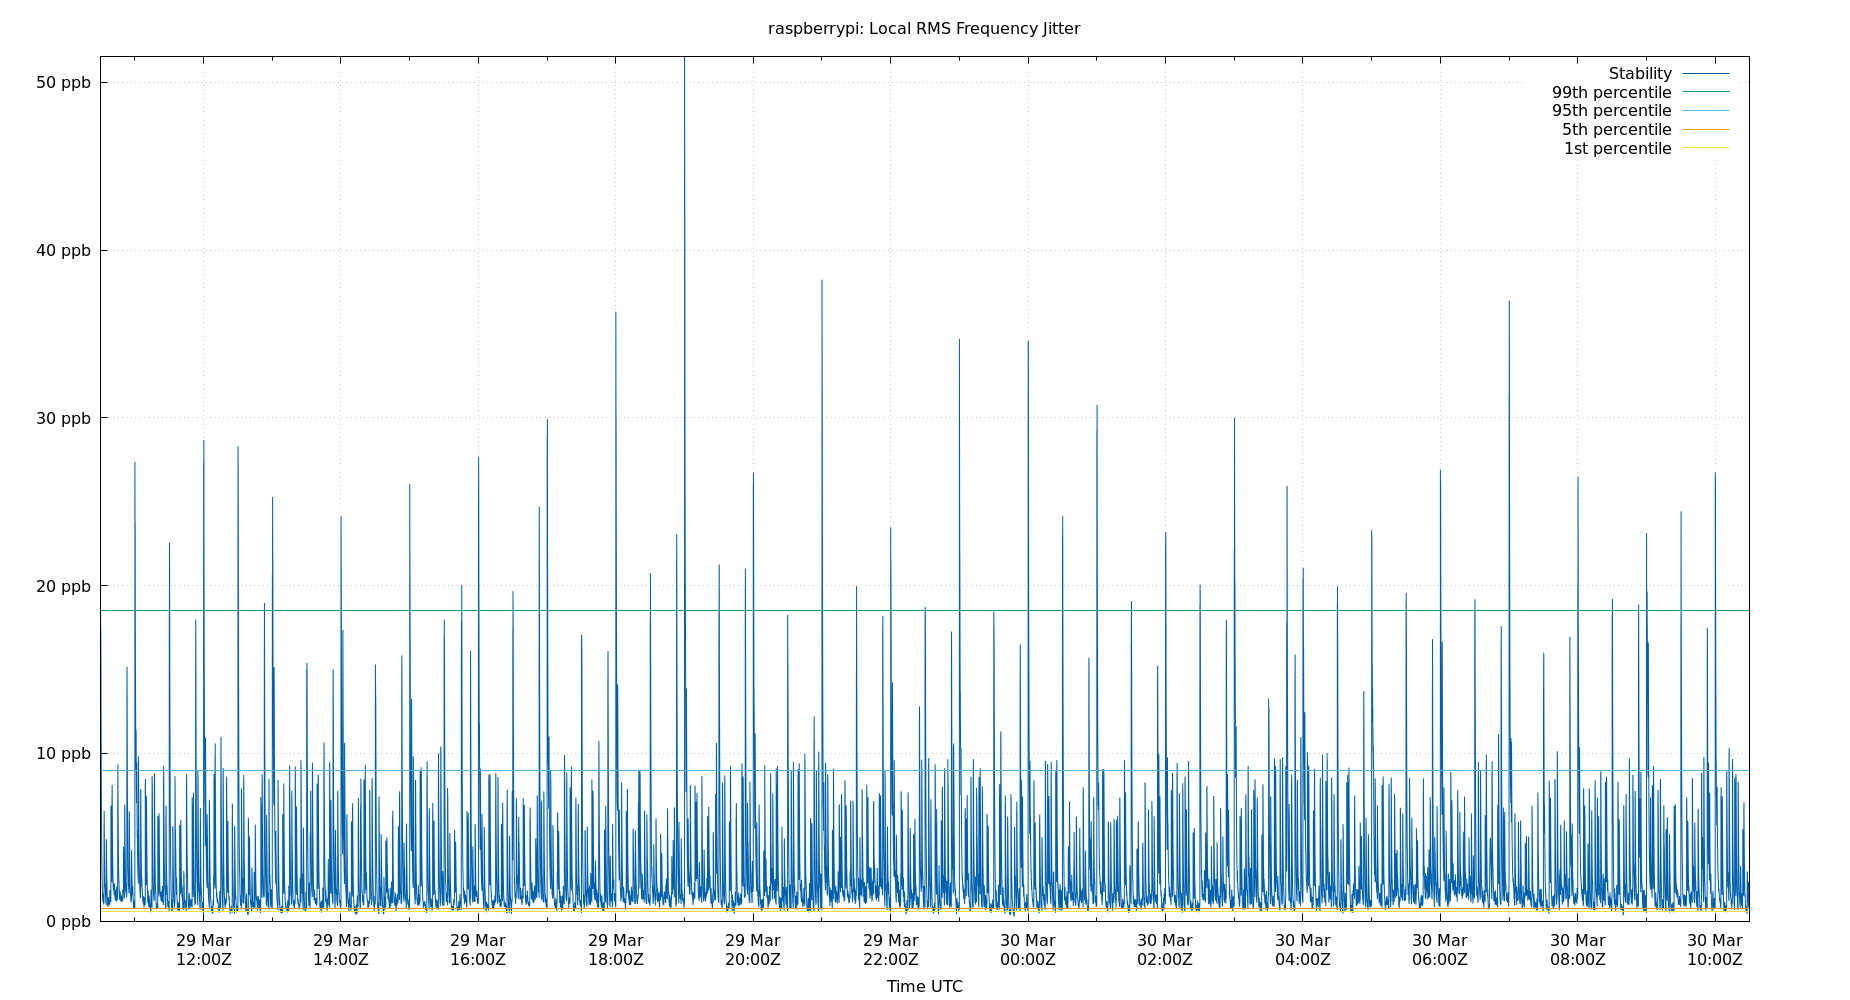 raspberrypi: Local RMS Frequency Jitter
50 ppb
40 ppb
30 ppb
20 ppb
10 ppb
0 ppb
Stability
99th percentile
95th percentile
5th percentile
1st percentile
29 Mar 29 Mar 29 Mar 29 Mar 29 Mar 29 Mar 30 Mar 30 Mar 30 Mar 30 Mar 30 Mar 30 Mar
12:00Z 14:00Z 16:00Z 18:00Z 20:00Z 22:00Z 00:00Z 02:00Z 04:00Z 06:00Z 08:00Z 10:00Z
Time UTC